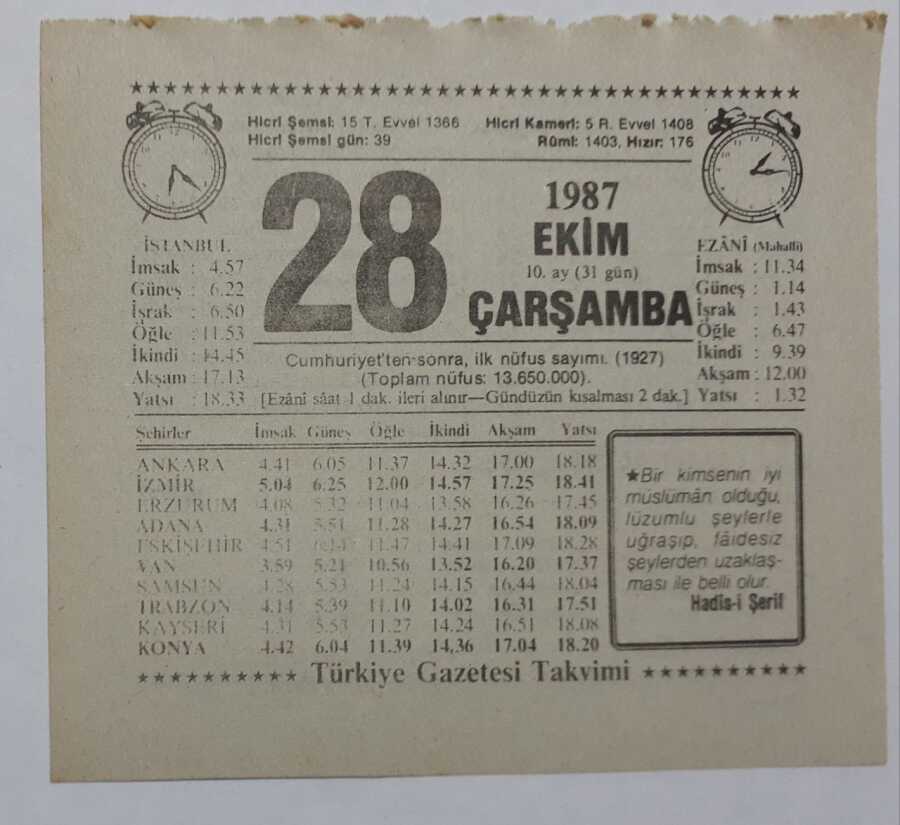 ★★★★★★★★★★★★★★★★★★★★★★★★★★★★★★★★★★★★★★★★
Hicri Şemsi: 15 T. Evvel 1366 Hicri Kameri: 5 R. Evvel 1408
Hicri Şemsi gün: 39 Rûmi: 1403, Hızır: 176
28
1987
EKİM
10. ay (31 gün)
ÇARŞAMBA
İSTANBUL
İmsak : 4.57
Güneş : 6.22
İşrak : 6.50
Öğle : 11.53
İkindi : 14.45
Akşam : 17.13
Yatsı : 18.33
EZÂNÎ (Mahallî)
İmsak : 11.34
Güneş : 1.14
İşrak : 1.43
Öğle : 6.47
İkindi : 9.39
Akşam : 12.00
Yatsı : 1.32
Cumhuriyet'ten sonra, ilk nüfus sayımı. (1927)
(Toplam nüfus: 13.650.000).
[Ezânî sâat 1 dak. ileri alınır—Gündüzün kısalması 2 dak.]
Şehirler İmsak Güneş Öğle İkindi Akşam Yatsı
ANKARA 4.41 6.05 11.37 14.32 17.00 18.18
İZMİR 5.04 6.25 12.00 14.57 17.25 18.41
ERZURUM 4.08 5.32 11.04 13.58 16.26 17.45
ADANA 4.31 5.51 11.28 14.27 16.54 18.09
ESKİŞEHİR 4.51 6.14 11.47 14.41 17.09 18.28
VAN 3.59 5.21 10.56 13.52 16.20 17.37
SAMSUN 4.28 5.53 11.24 14.15 16.44 18.04
TRABZON 4.14 5.39 11.10 14.02 16.31 17.51
KAYSERİ 4.31 5.53 11.27 14.24 16.51 18.08
KONYA 4.42 6.04 11.39 14.36 17.04 18.20
★Bir kimsenin iyi
müslümân olduğu,
lüzumlu şeylerle
uğraşıp, fâidesiz
şeylerden uzaklaş-
ması ile belli olur.
Hadîs-i Şerîf
★★★★★★★★★★ Türkiye Gazetesi Takvimi ★★★★★★★★★★